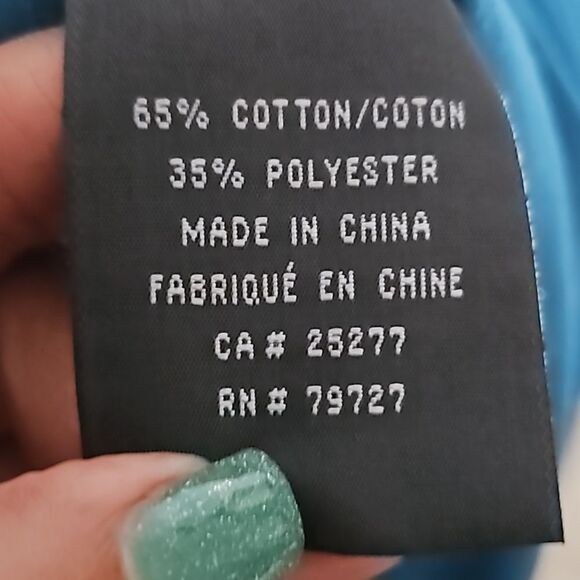 65% COTTON/COTON
35% POLYESTER
MADE IN CHINA
FABRIQUÉ EN CHINE
CA# 25277
RN# 79727